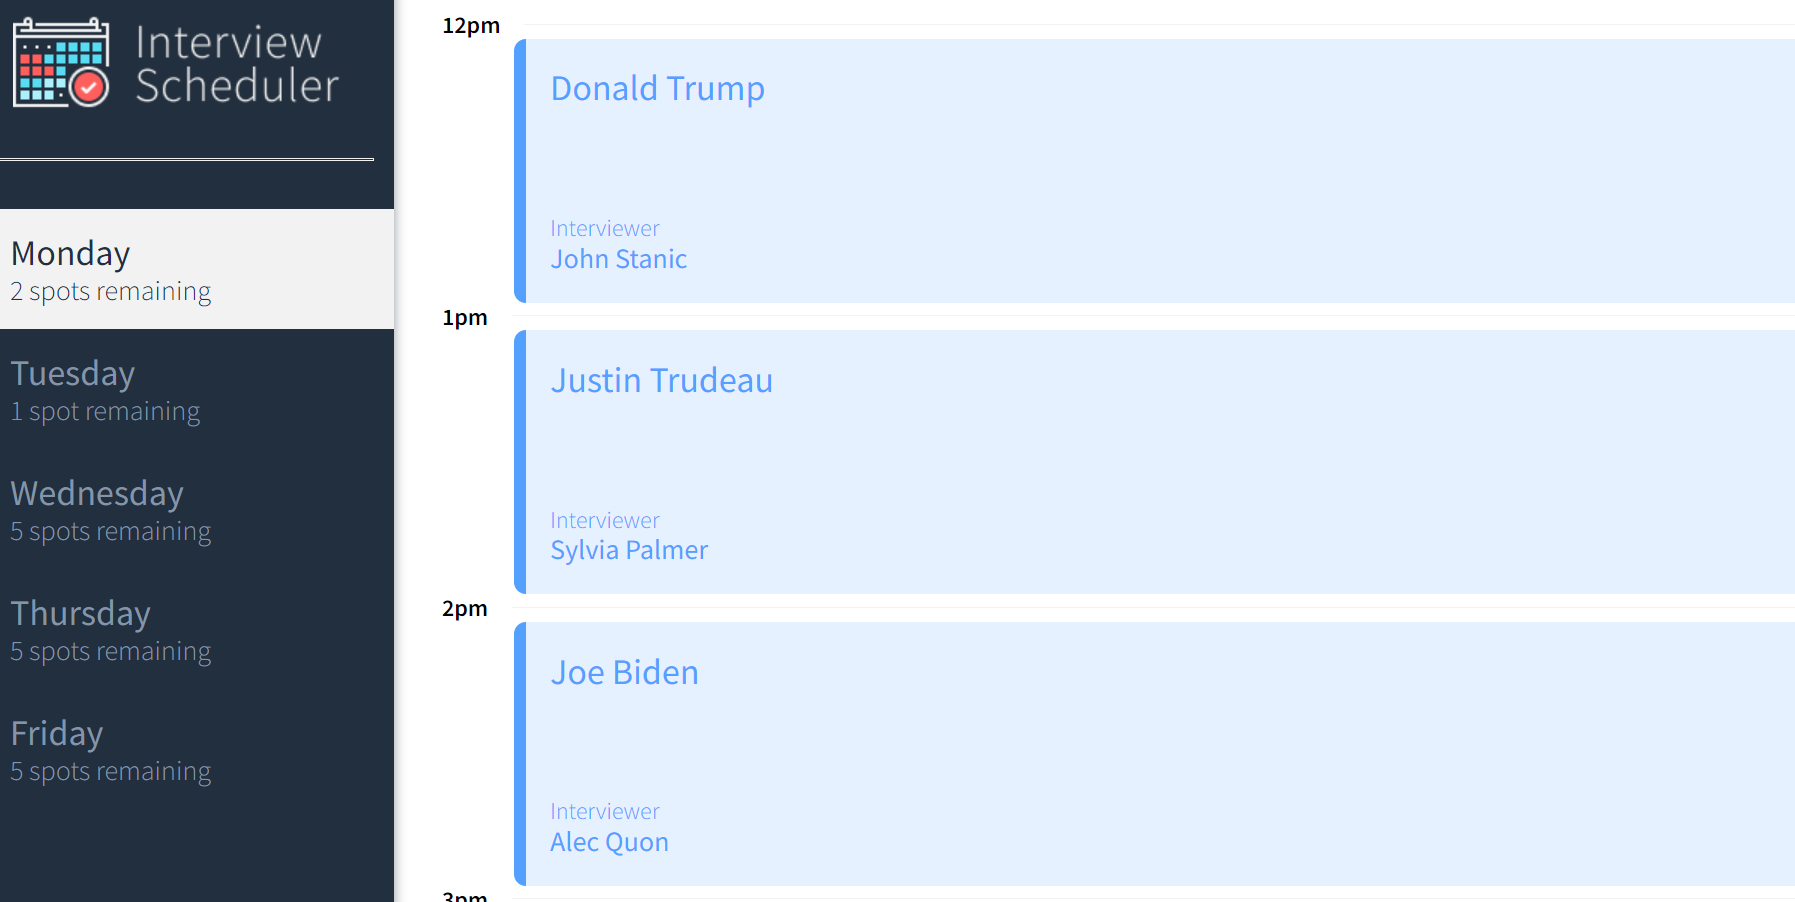 Interview
Scheduler
Monday
2 spots remaining
Tuesday
1 spot remaining
Wednesday
5 spots remaining
Thursday
5 spots remaining
Friday
5 spots remaining
12pm
Donald Trump
Interviewer
John Stanic
1pm
Justin Trudeau
Interviewer
Sylvia Palmer
2pm
Joe Biden
Interviewer
Alec Quon
3pm